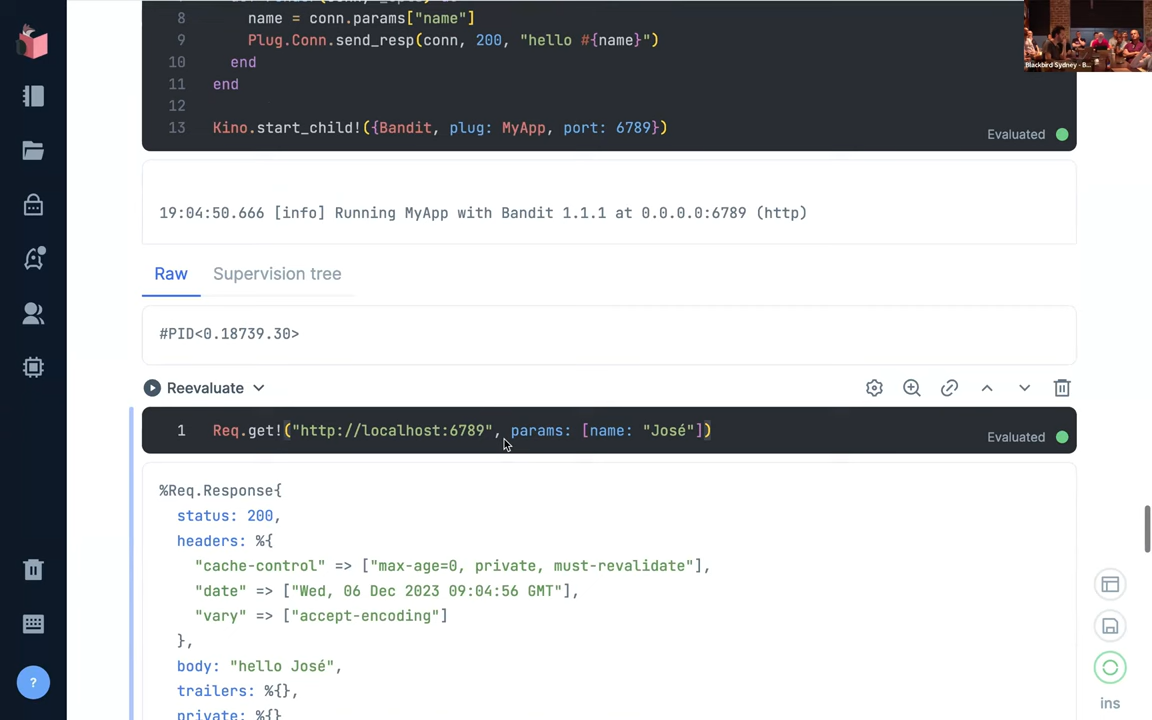 Blackbird Sydney - B...
8 name = conn.params["name"]
9 Plug.Conn.send_resp(conn, 200, "hello #{name}")
10 end
11 end
12
13 Kino.start_child!({Bandit, plug: MyApp, port: 6789})
Evaluated
19:04:50.666 [info] Running MyApp with Bandit 1.1.1 at 0.0.0.0:6789 (http)
Raw Supervision tree
#PID<0.18739.30>
Reevaluate
1 Req.get!("http://localhost:6789", params: [name: "José"])
Evaluated
%Req.Response{
status: 200,
headers: %{
"cache-control" => ["max-age=0, private, must-revalidate"],
"date" => ["Wed, 06 Dec 2023 09:04:56 GMT"],
"vary" => ["accept-encoding"]
},
body: "hello José",
trailers: %{},
private: %{}
?
ins